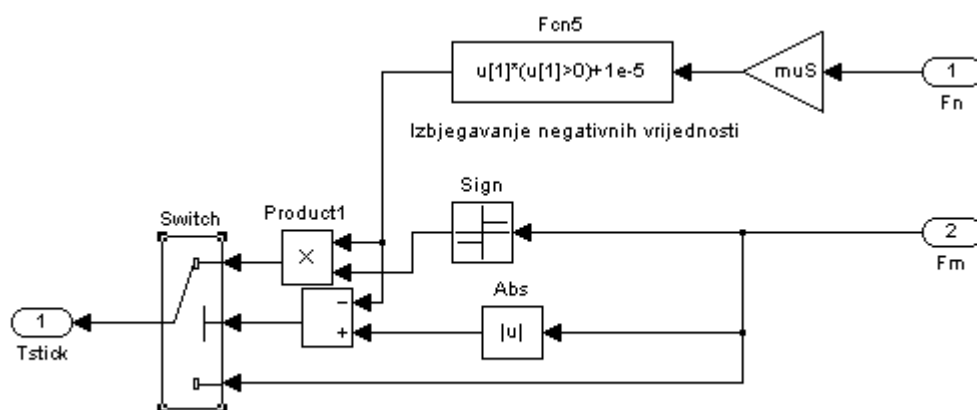 Fcn5
u[1]*(u[1]>0)+1e-5
muS
1
Fn
Izbjegavanje negativnih vrijednosti
Sign
Switch
Product1
×
2
Fm
Abs
−
+
|u|
1
Tstick